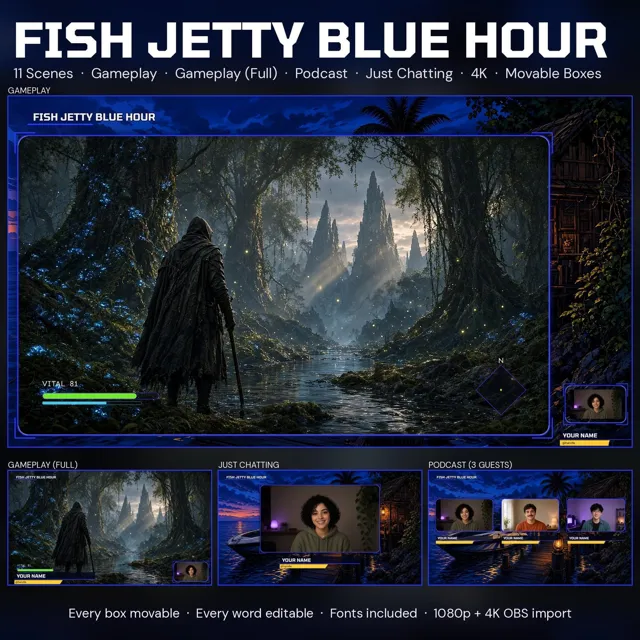 FISH JETTY BLUE HOUR
11 Scenes · Gameplay · Gameplay (Full) · Podcast · Just Chatting · 4K · Movable Boxes
GAMEPLAY
FISH JETTY BLUE HOUR
VITAL 81
N
YOUR NAME
GAMEPLAY (FULL)
JUST CHATTING
PODCAST (3 GUESTS)
FISH JETTY BLUE HOUR
FISH JETTY BLUE HOUR
FISH JETTY BLUE HOUR
YOUR NAME
YOUR NAME
YOUR NAME
YOUR NAME
YOUR NAME
Every box movable · Every word editable · Fonts included · 1080p + 4K OBS import